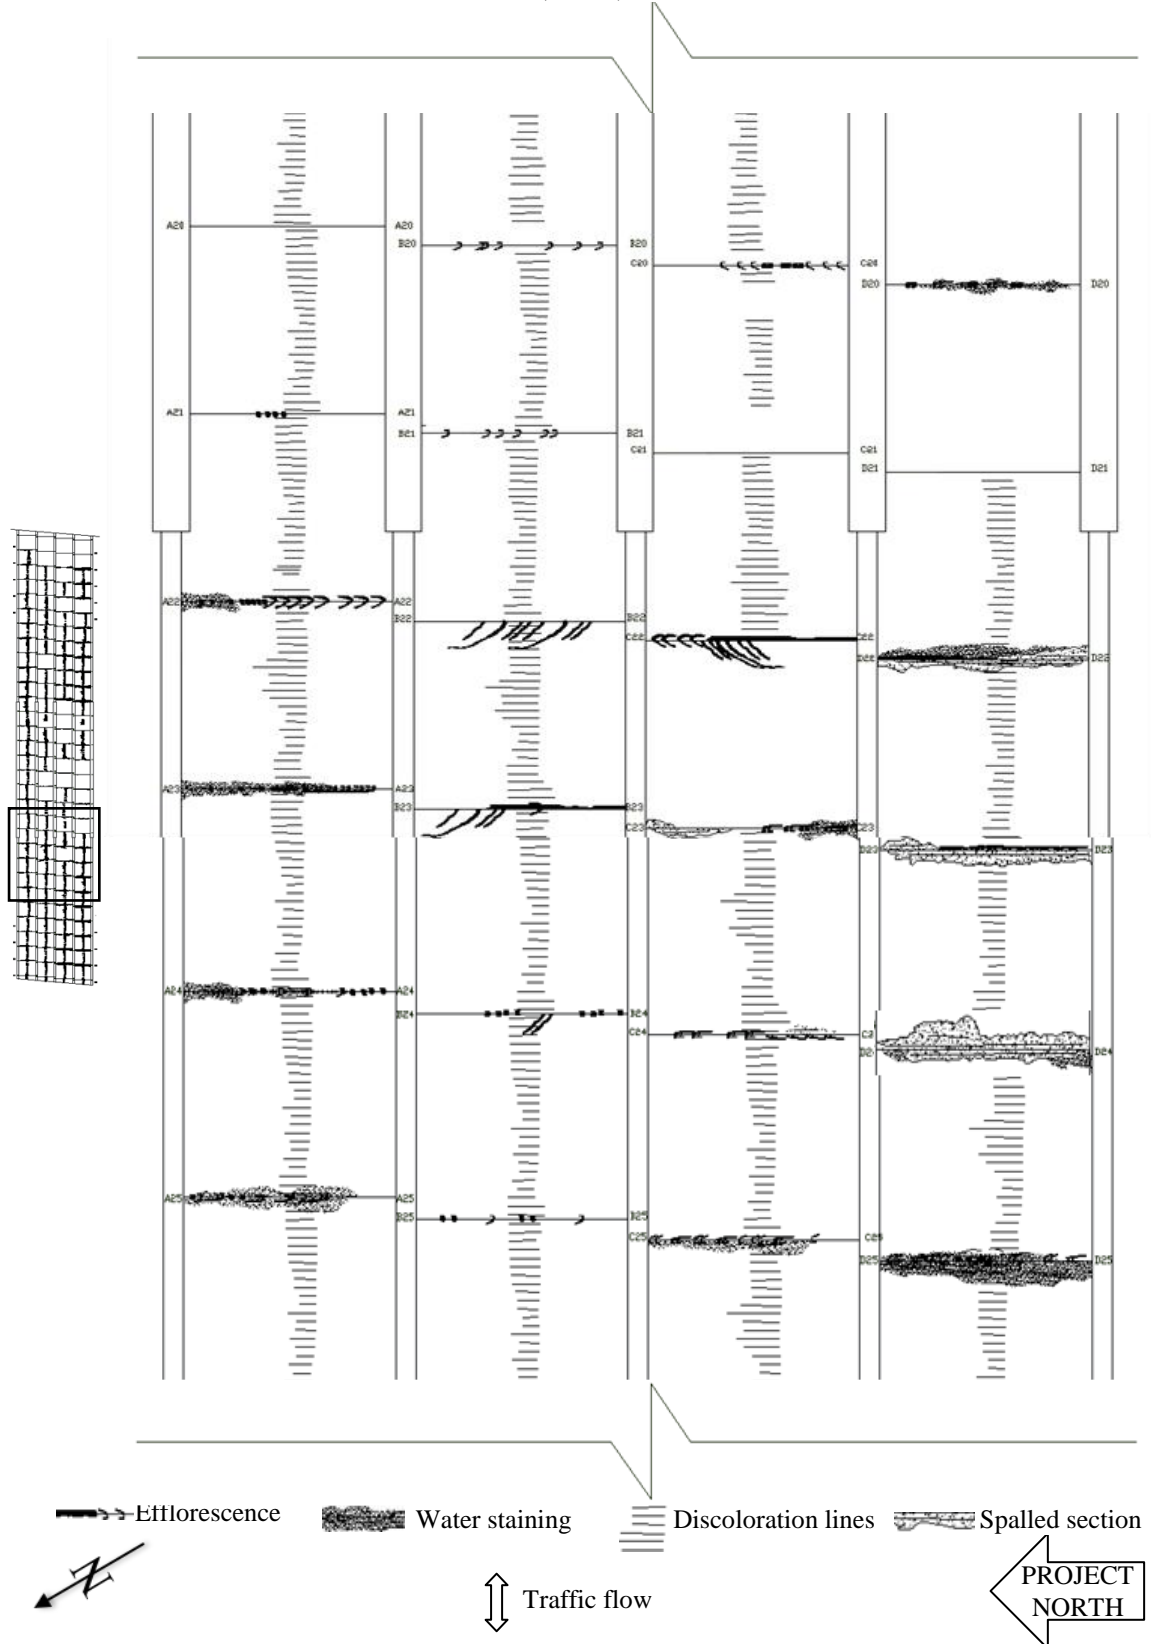 A20 A20
B20 B20
C20 C20
D20 D20
A21 A21
B21 B21
C21 C21
D21 D21
A22 A22
B22 B22
C22 C22
D22 D22
A23 A23
B23 B23
C23 C23
D23 D23
A24 A24
B24 B24
C24
D24
A25 A25
B25 B25
C25 C25
D25 D25
Efflorescence Water staining Discoloration lines Spalled section
N
Traffic flow
PROJECT
NORTH